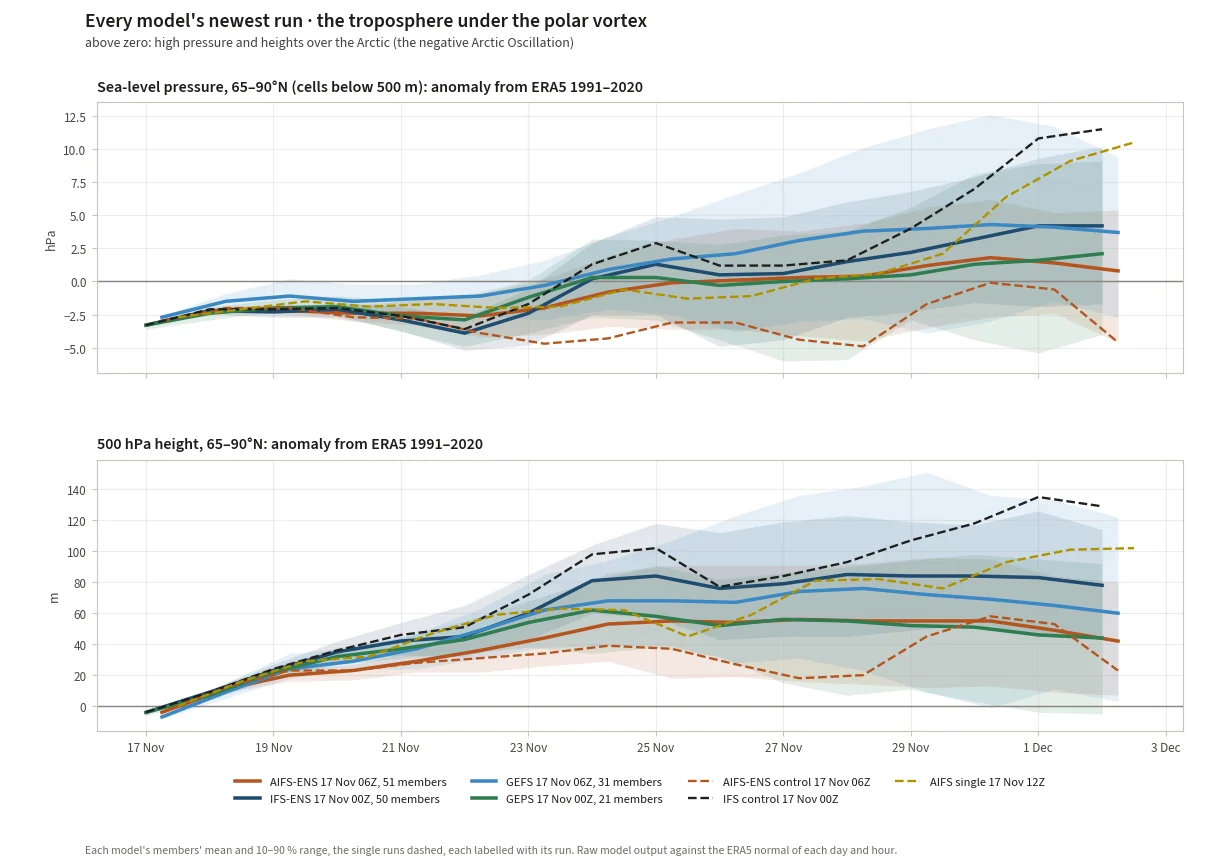 Every model's newest run · the troposphere under the polar vortex
above zero: high pressure and heights over the Arctic (the negative Arctic Oscillation)
Sea-level pressure, 65–90°N (cells below 500 m): anomaly from ERA5 1991–2020
12.5
10.0
7.5
5.0
2.5
0.0
−2.5
−5.0
hPa
500 hPa height, 65–90°N: anomaly from ERA5 1991–2020
140
120
100
80
60
40
20
0
m
17 Nov 19 Nov 21 Nov 23 Nov 25 Nov 27 Nov 29 Nov 1 Dec 3 Dec
AIFS-ENS 17 Nov 06Z, 51 members GEFS 17 Nov 06Z, 31 members AIFS-ENS control 17 Nov 06Z AIFS single 17 Nov 12Z
IFS-ENS 17 Nov 00Z, 50 members GEPS 17 Nov 00Z, 21 members IFS control 17 Nov 00Z
Each model's members' mean and 10–90 % range, the single runs dashed, each labelled with its run. Raw model output against the ERA5 normal of each day and hour.